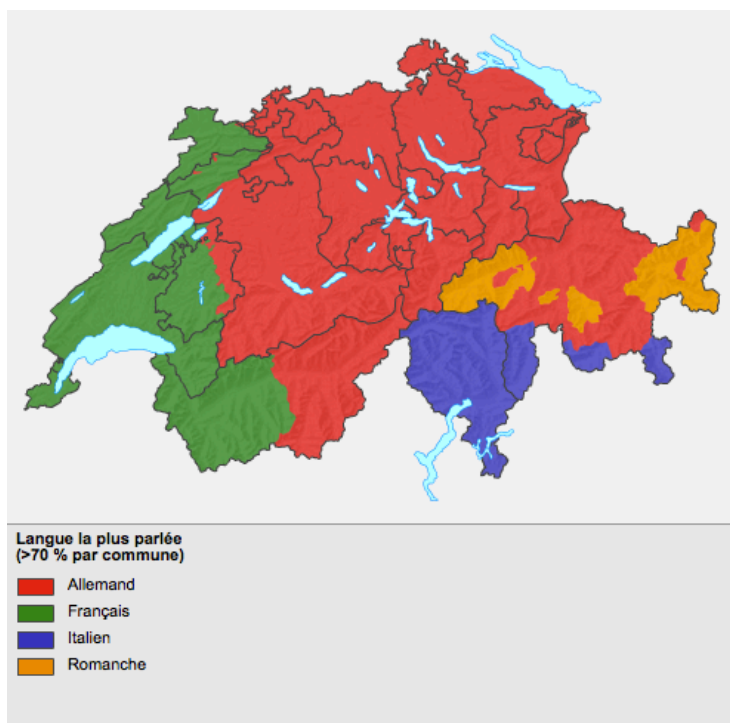 Langue la plus parlée
(>70 % par commune)
Allemand
Français
Italien
Romanche